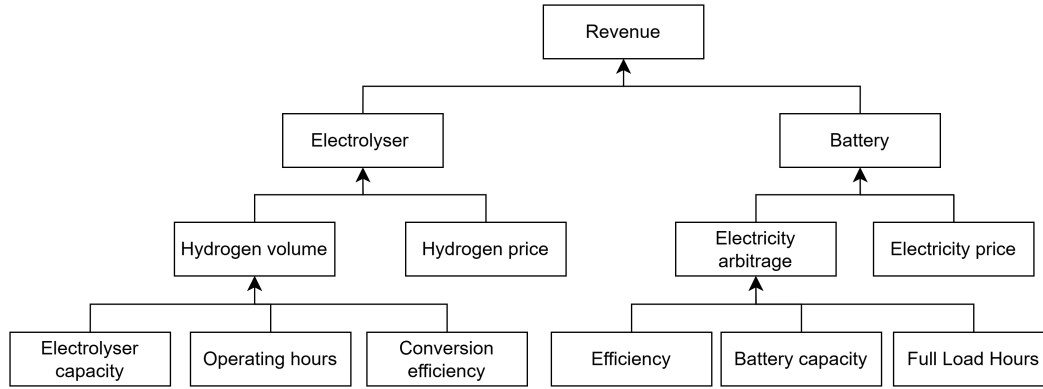 Revenue
Electrolyser
Battery
Hydrogen volume
Hydrogen price
Electricity
arbitrage
Electricity price
Electrolyser
capacity
Operating hours
Conversion
efficiency
Efficiency
Battery capacity
Full Load Hours